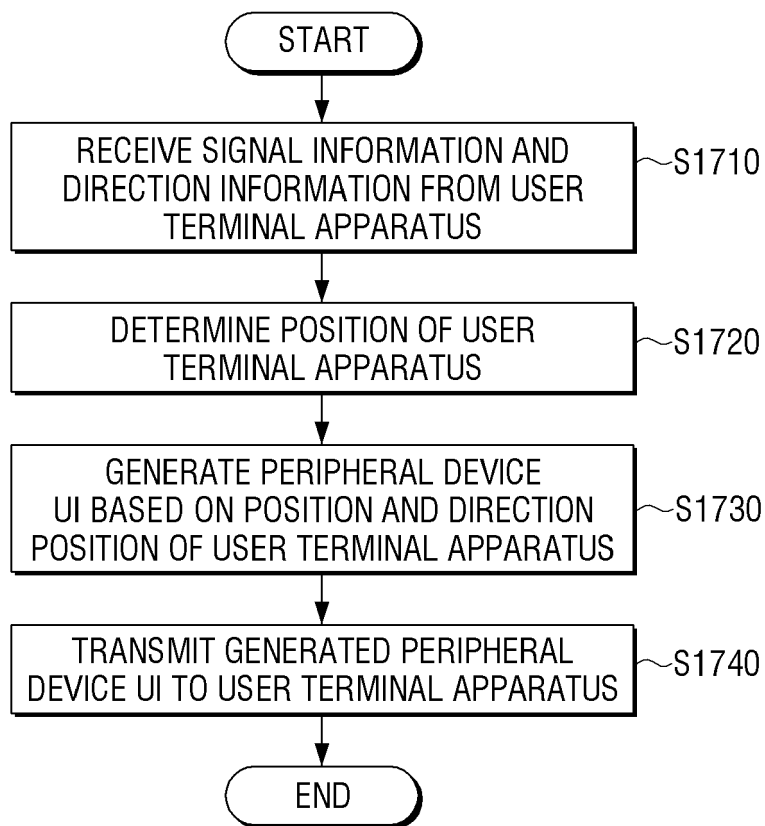 START
RECEIVE SIGNAL INFORMATION AND
DIRECTION INFORMATION FROM USER
TERMINAL APPARATUS
S1710
DETERMINE POSITION OF USER
TERMINAL APPARATUS
S1720
GENERATE PERIPHERAL DEVICE
UI BASED ON POSITION AND DIRECTION
POSITION OF USER TERMINAL APPARATUS
S1730
TRANSMIT GENERATED PERIPHERAL
DEVICE UI TO USER TERMINAL APPARATUS
S1740
END